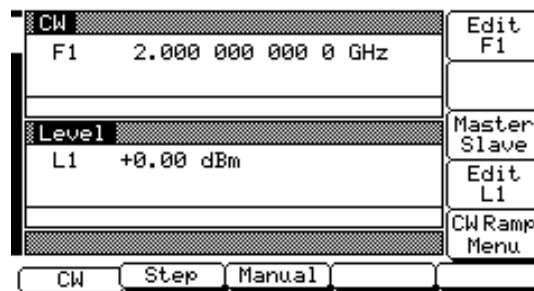 CW
F1 2.000 000 000 0 GHz
Level
L1 +0.00 dBm
Edit
F1
Master
Slave
Edit
L1
CW Ramp
Menu
CW Step Manual